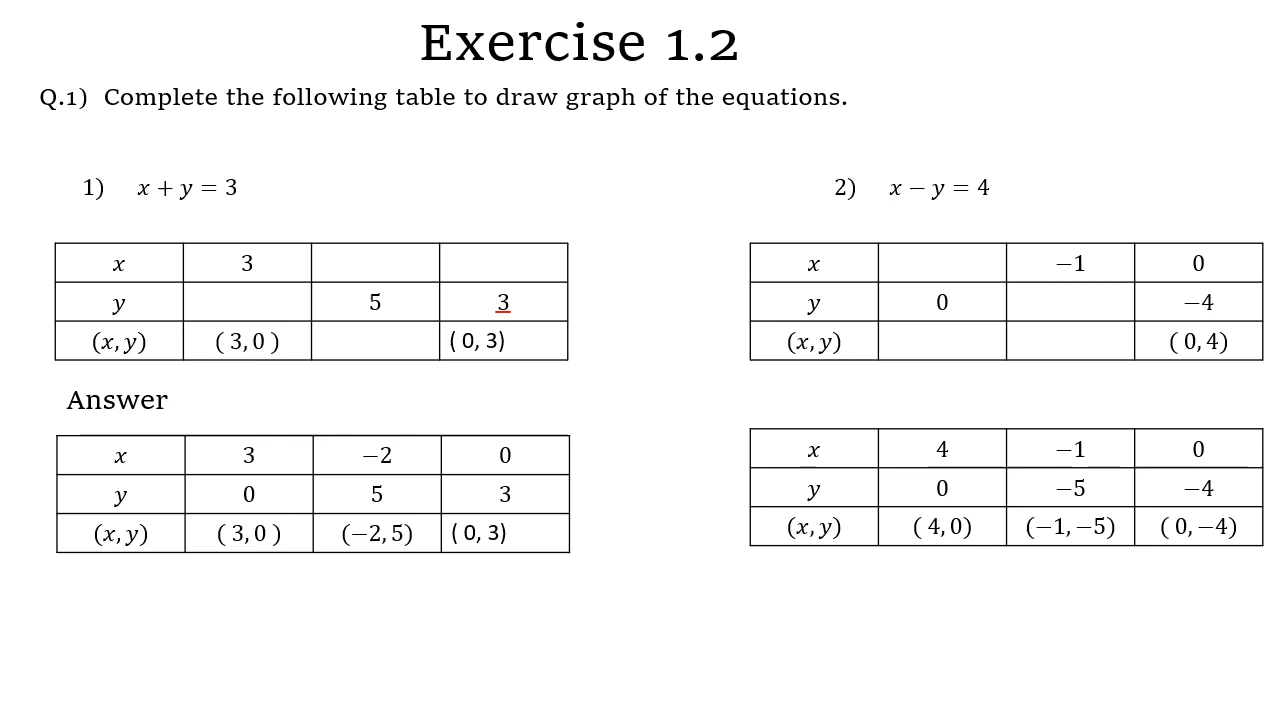 Exercise 1.2
Q.1) Complete the following table to draw graph of the equations.
1) x + y = 3
x 3
y 5 3
(x, y) ( 3, 0 ) ( 0, 3)
2) x − y = 4
x −1 0
y 0 −4
(x, y) ( 0, 4)
Answer
x 3 −2 0
y 0 5 3
(x, y) ( 3, 0 ) (−2, 5) ( 0, 3)
x 4 −1 0
y 0 −5 −4
(x, y) ( 4, 0) (−1, −5) ( 0, −4)